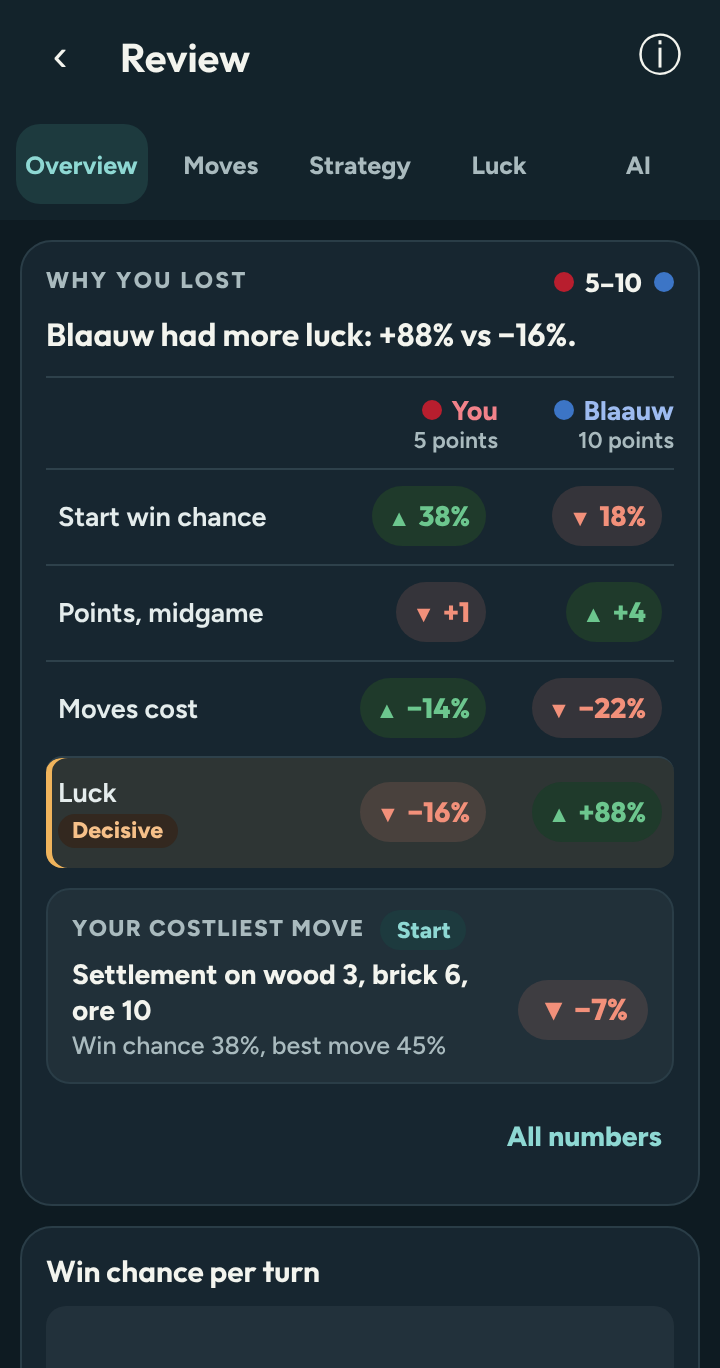 Review
Overview
Moves
Strategy
Luck
AI
WHY YOU LOST
5–10
Blaauw had more luck: +88% vs −16%.
You
Blaauw
5 points
10 points
Start win chance
▲ 38%
▼ 18%
Points, midgame
▼ +1
▲ +4
Moves cost
▲ −14%
▼ −22%
Luck
Decisive
▼ −16%
▲ +88%
YOUR COSTLIEST MOVE
Start
Settlement on wood 3, brick 6,
ore 10
Win chance 38%, best move 45%
▼ −7%
All numbers
Win chance per turn